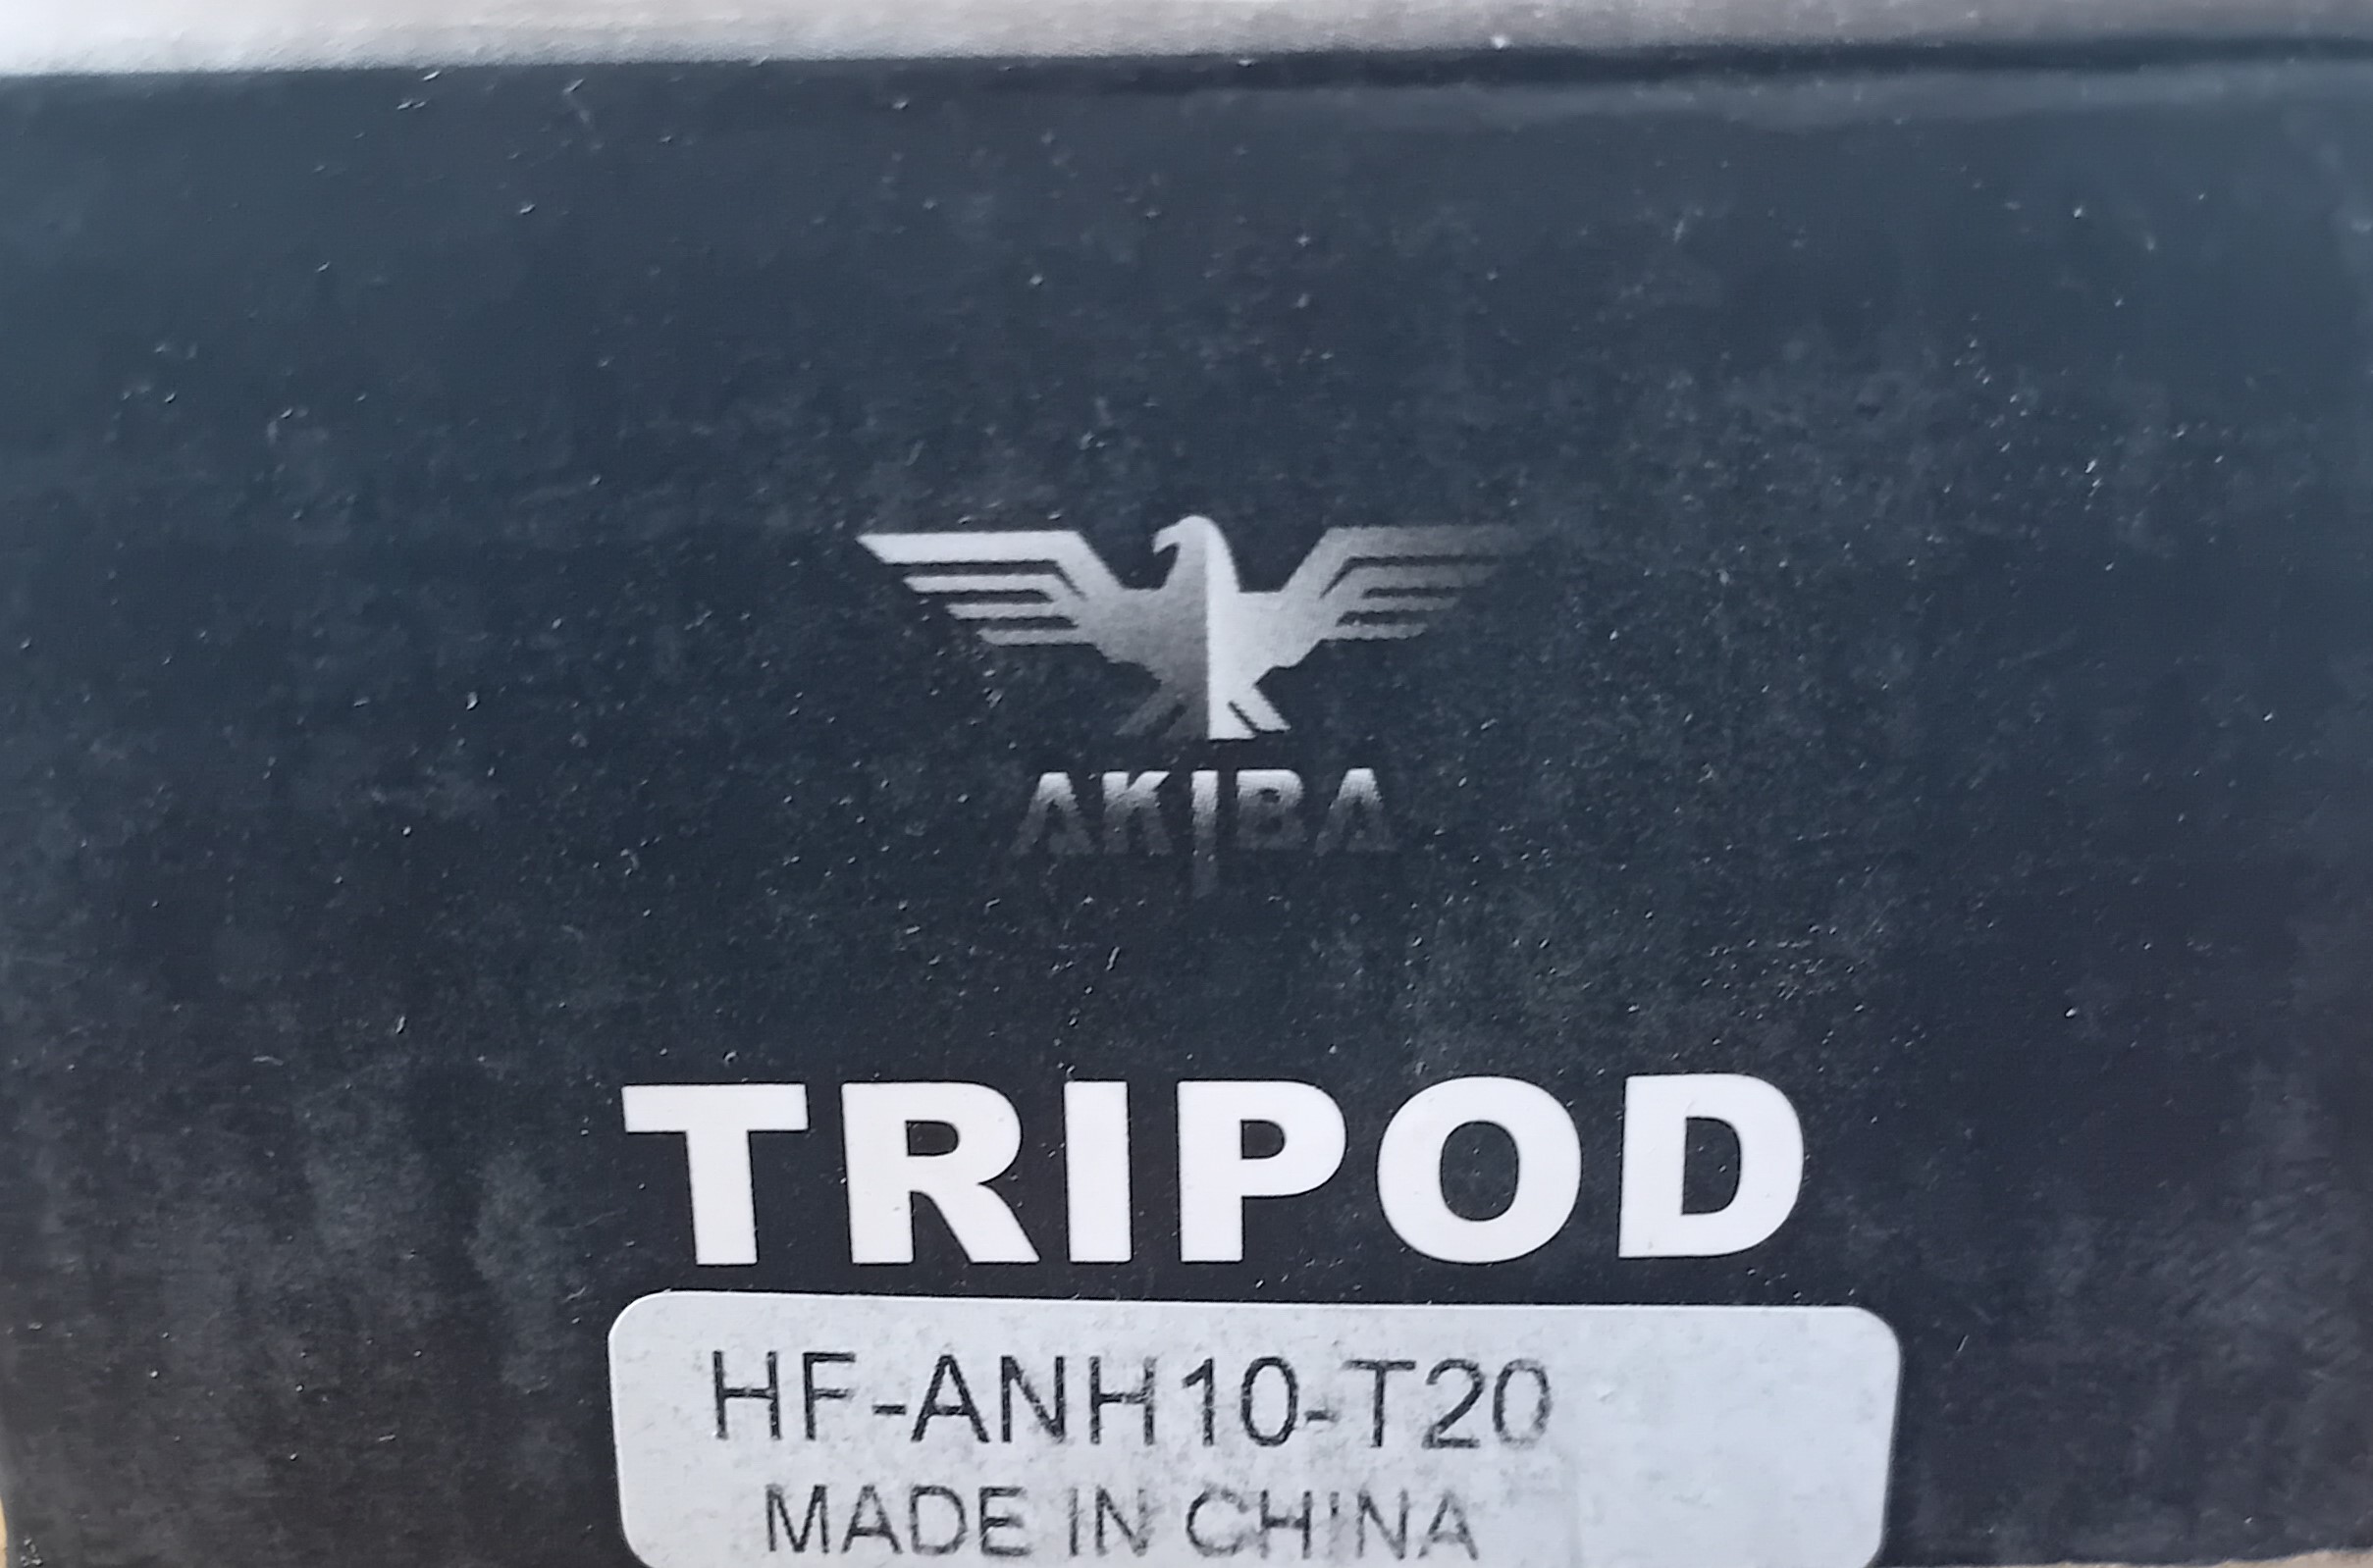 AKIBA
TRIPOD
HF-ANH10-T20
MADE IN CHINA